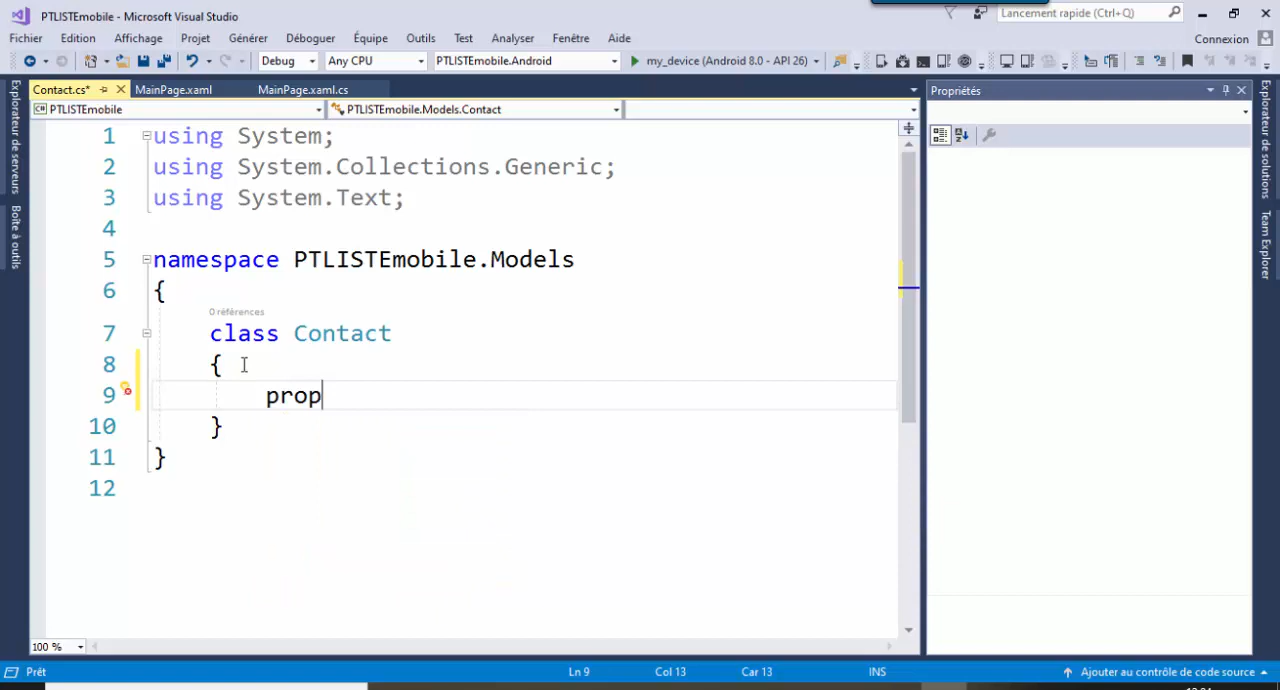 PTLISTEmobile - Microsoft Visual Studio
Lancement rapide (Ctrl+Q)
Fichier Edition Affichage Projet Générer Déboguer Équipe Outils Test Analyser Fenêtre Aide
Connexion
Debug Any CPU PTLISTEmobile.Android my_device (Android 8.0 - API 26)
Contact.cs* MainPage.xaml MainPage.xaml.cs
Propriétés
PTLISTEmobile PTLISTEmobile.Models.Contact
Explorateur de serveurs
Boîte à outils
Explorateur de solutions
Team Explorer
1 using System;
2 using System.Collections.Generic;
3 using System.Text;
4
5 namespace PTLISTEmobile.Models
6 {
0 références
7 class Contact
8 {
9 prop
10 }
11 }
12
100 %
Prêt Ln 9 Col 13 Car 13 INS Ajouter au contrôle de code source